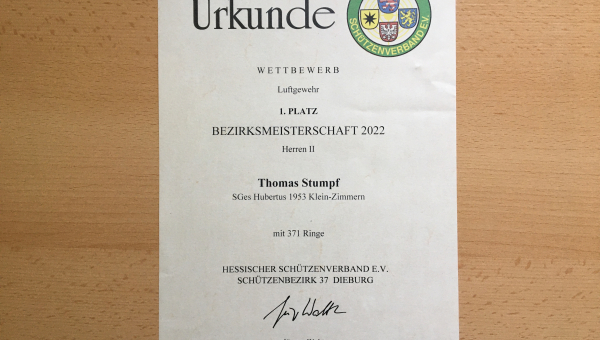 Urkunde
SCHÜTZENVERBAND E.V.
WETTBEWERB
Luftgewehr
1. PLATZ
BEZIRKSMEISTERSCHAFT 2022
Herren II
Thomas Stumpf
SGes Hubertus 1953 Klein-Zimmern
mit 371 Ringe
HESSISCHER SCHÜTZENVERBAND E.V.
SCHÜTZENBEZIRK 37 DIEBURG